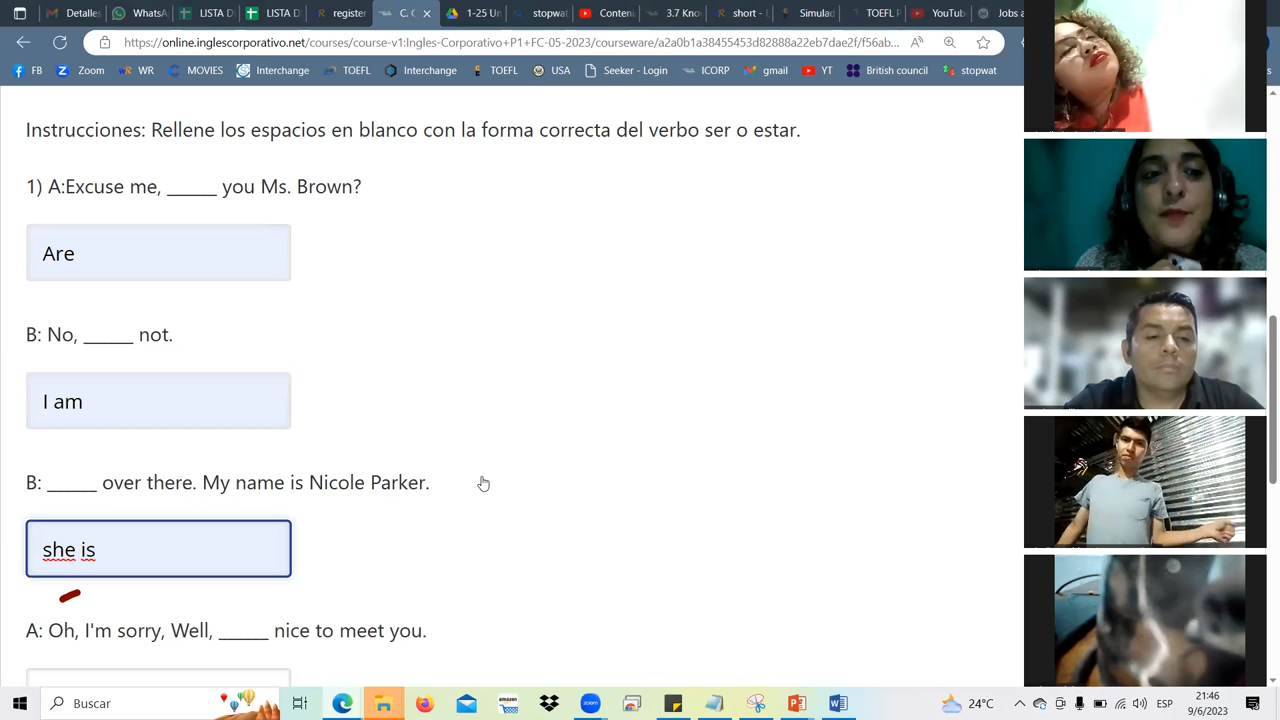 Detalles
WhatsA
LISTA D
LISTA D
register
C. C
1-25 Un
stopwat
Conteni
3.7 Kno
short - I
Simulad
TOEFL P
YouTub
Jobs a
https://online.inglescorporativo.net/courses/course-v1:Ingles-Corporativo+P1+FC-05-2023/courseware/a2a0b1a38455453d82888a22eb7dae2f/f56ab...
FB
Zoom
WR
MOVIES
Interchange
TOEFL
Interchange
TOEFL
USA
Seeker - Login
ICORP
gmail
YT
British council
stopwat
Instrucciones: Rellene los espacios en blanco con la forma correcta del verbo ser o estar.
1) A:Excuse me, ______ you Ms. Brown?
Are
B: No, ______ not.
I am
B: ______ over there. My name is Nicole Parker.
she is
A: Oh, I'm sorry, Well, ______ nice to meet you.
Buscar
24°C
ESP
21:46
9/6/2023